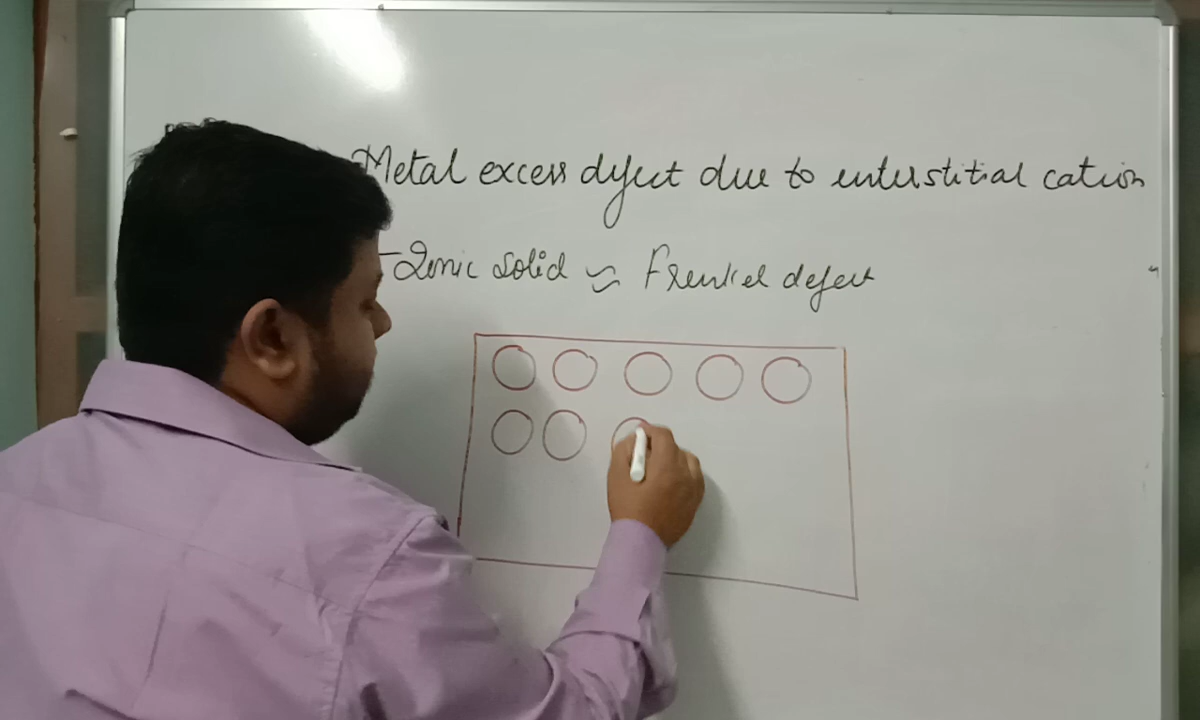 Metal excess defect due to interstitial cation
- Ionic solid ≈ Frenkel defect